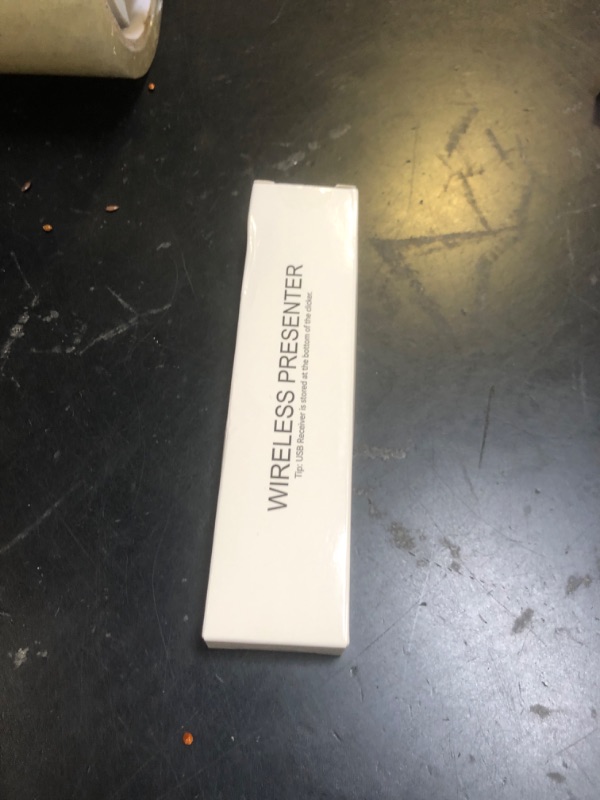 WIRELESS PRESENTER
Tip: USB Receiver is stored at the bottom of the clicker.